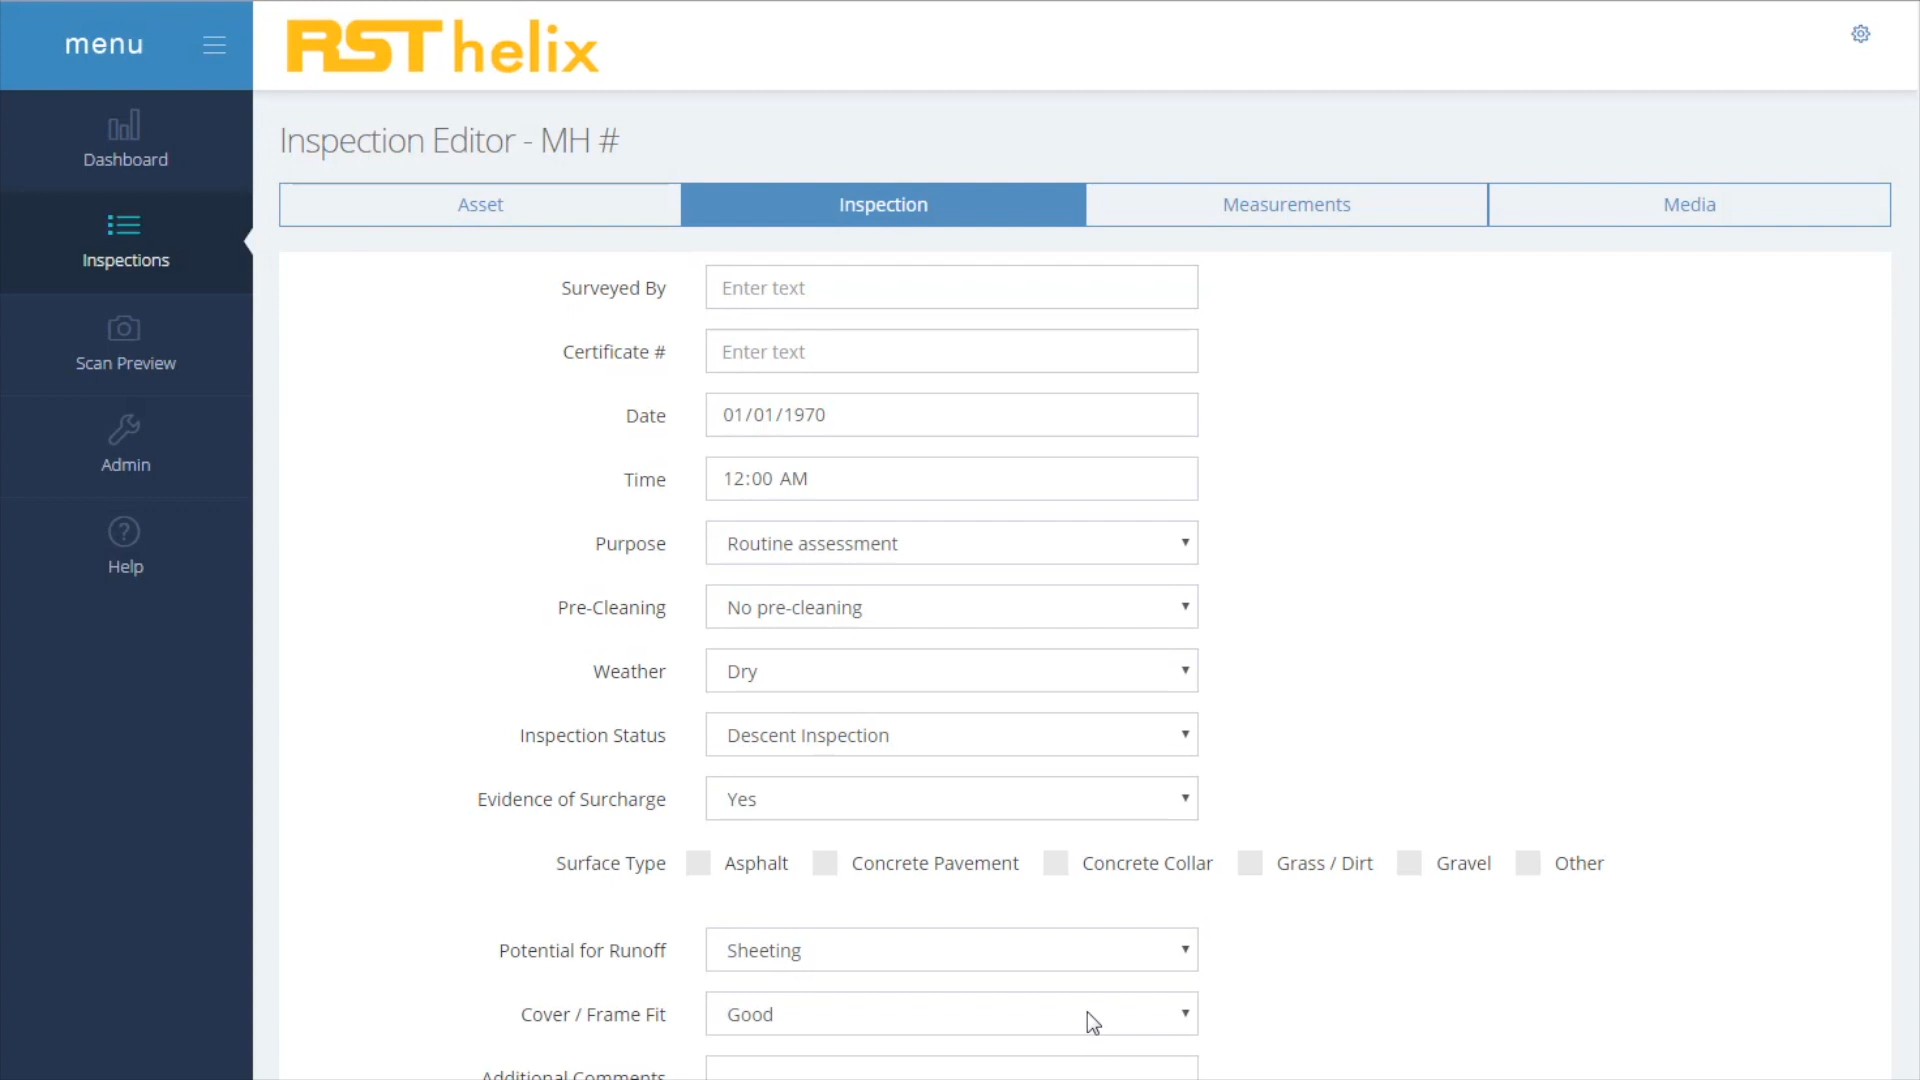 menu
RST helix
Dashboard
Inspections
Scan Preview
Admin
? Help
Inspection Editor - MH #
Asset Inspection Measurements Media
Surveyed By Enter text
Certificate # Enter text
Date 01/01/1970
Time 12:00 AM
Purpose Routine assessment
Pre-Cleaning No pre-cleaning
Weather Dry
Inspection Status Descent Inspection
Evidence of Surcharge Yes
Surface Type Asphalt Concrete Pavement Concrete Collar Grass / Dirt Gravel Other
Potential for Runoff Sheeting
Cover / Frame Fit Good
Additional Comments